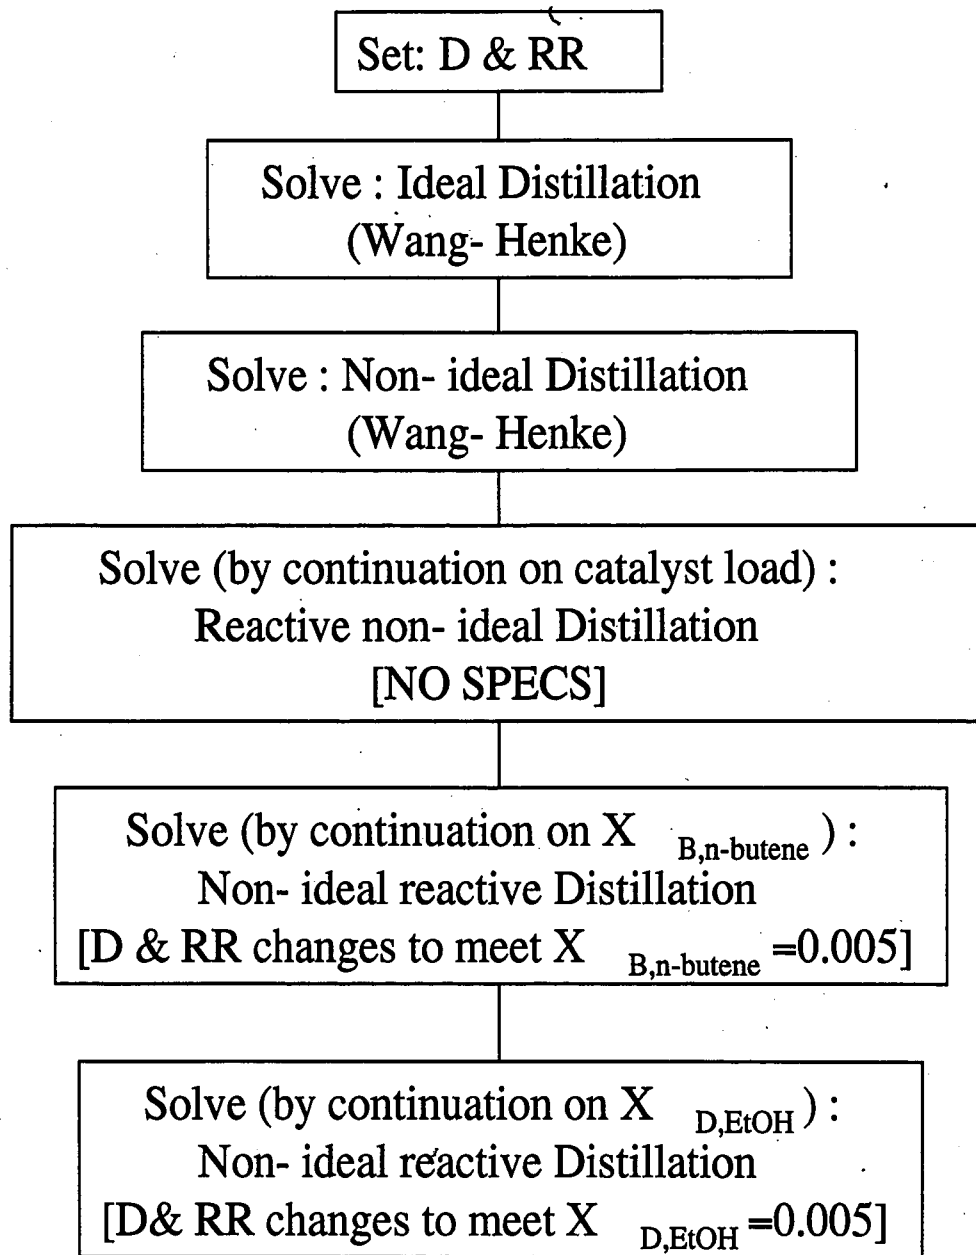 Set: D & RR
Solve : Ideal Distillation
(Wang- Henke)
Solve : Non- ideal Distillation
(Wang- Henke)
Solve (by continuation on catalyst load) :
Reactive non- ideal Distillation
[NO SPECS]
Solve (by continuation on X B,n-butene ) :
Non- ideal reactive Distillation
[D & RR changes to meet X B,n-butene =0.005]
Solve (by continuation on X D,EtOH ) :
Non- ideal reactive Distillation
[D& RR changes to meet X D,EtOH =0.005]